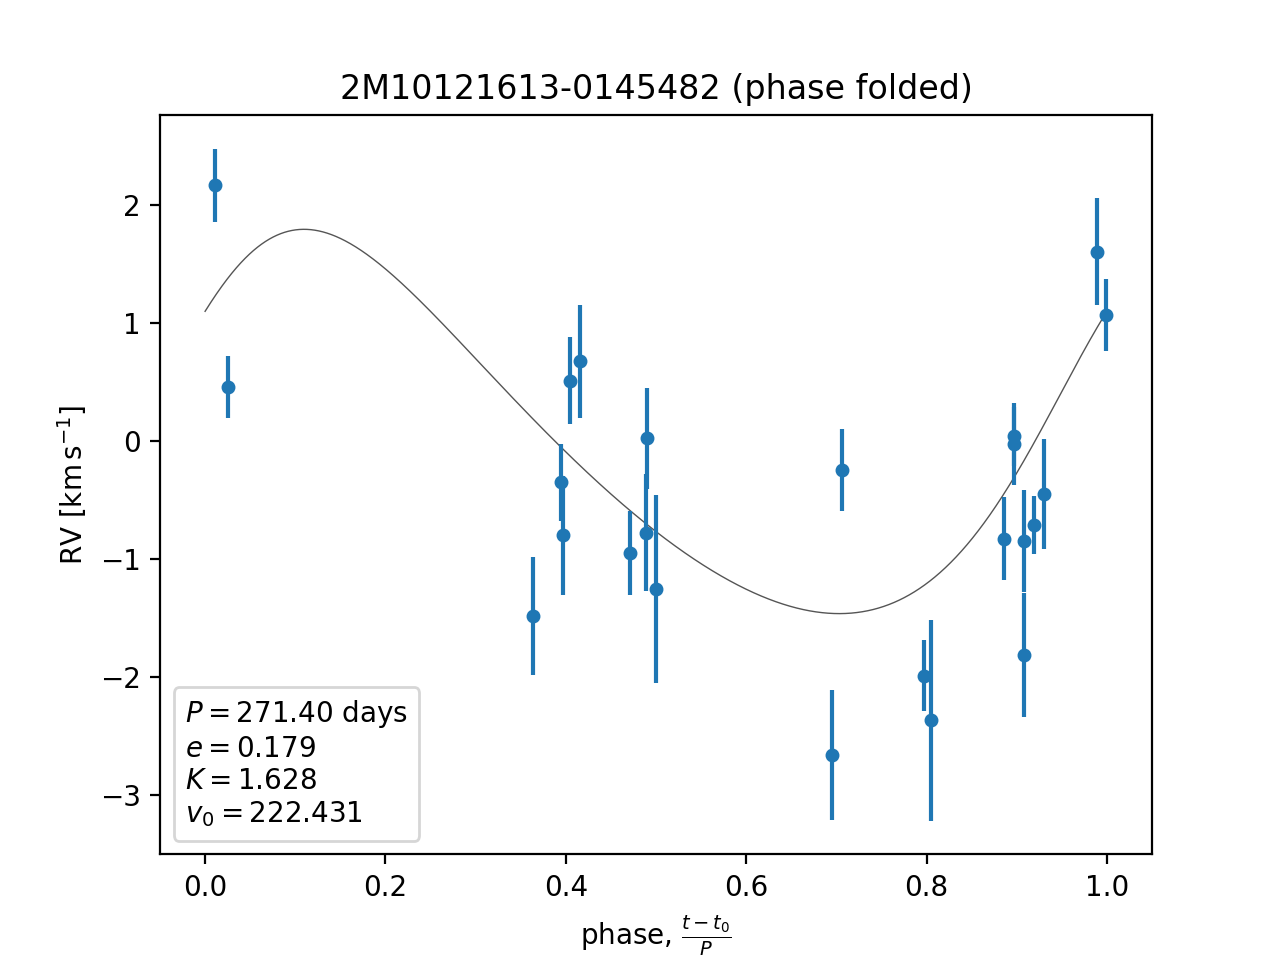 2M10121613-0145482 (phase folded)
RV [km s⁻¹]
2
1
0
−1
−2
−3
P = 271.40 days
e = 0.179
K = 1.628
v₀ = 222.431
0.0 0.2 0.4 0.6 0.8 1.0
phase, (t − t₀)/P